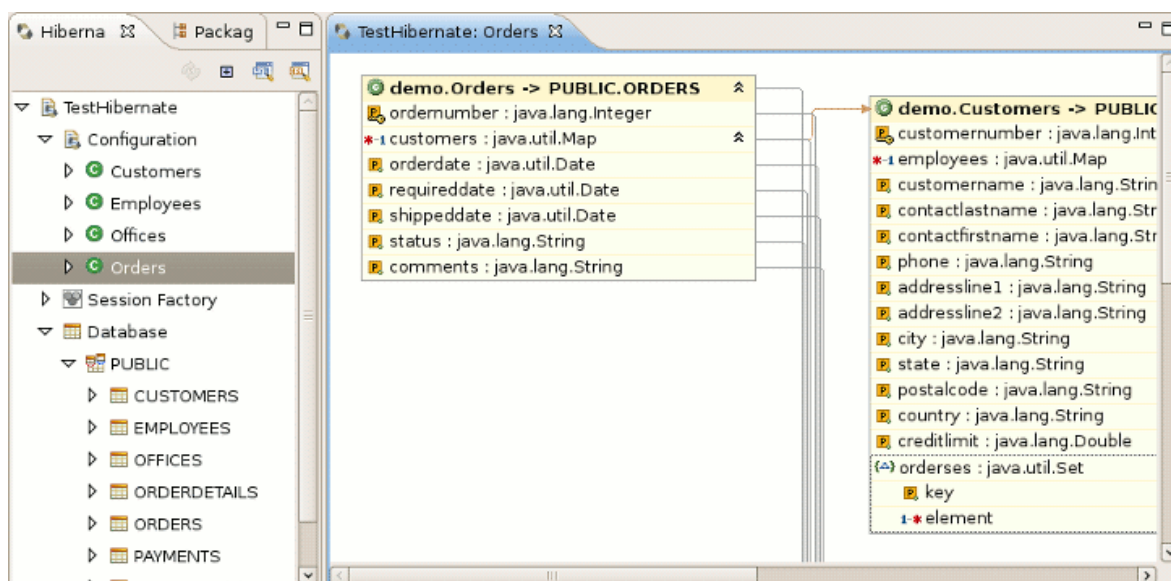 Hiberna
Packag
TestHibernate
Configuration
Customers
Employees
Offices
Orders
Session Factory
Database
PUBLIC
CUSTOMERS
EMPLOYEES
OFFICES
ORDERDETAILS
ORDERS
PAYMENTS
TestHibernate: Orders
demo.Orders -> PUBLIC.ORDERS
ordernumber : java.lang.Integer
*-1 customers : java.util.Map
orderdate : java.util.Date
requireddate : java.util.Date
shippeddate : java.util.Date
status : java.lang.String
comments : java.lang.String
demo.Customers -> PUBLIC
customernumber : java.lang.Int
*-1 employees : java.util.Map
customername : java.lang.Strin
contactlastname : java.lang.Str
contactfirstname : java.lang.Str
phone : java.lang.String
addressline1 : java.lang.String
addressline2 : java.lang.String
city : java.lang.String
state : java.lang.String
postalcode : java.lang.String
country : java.lang.String
creditlimit : java.lang.Double
orderses : java.util.Set
key
1-* element